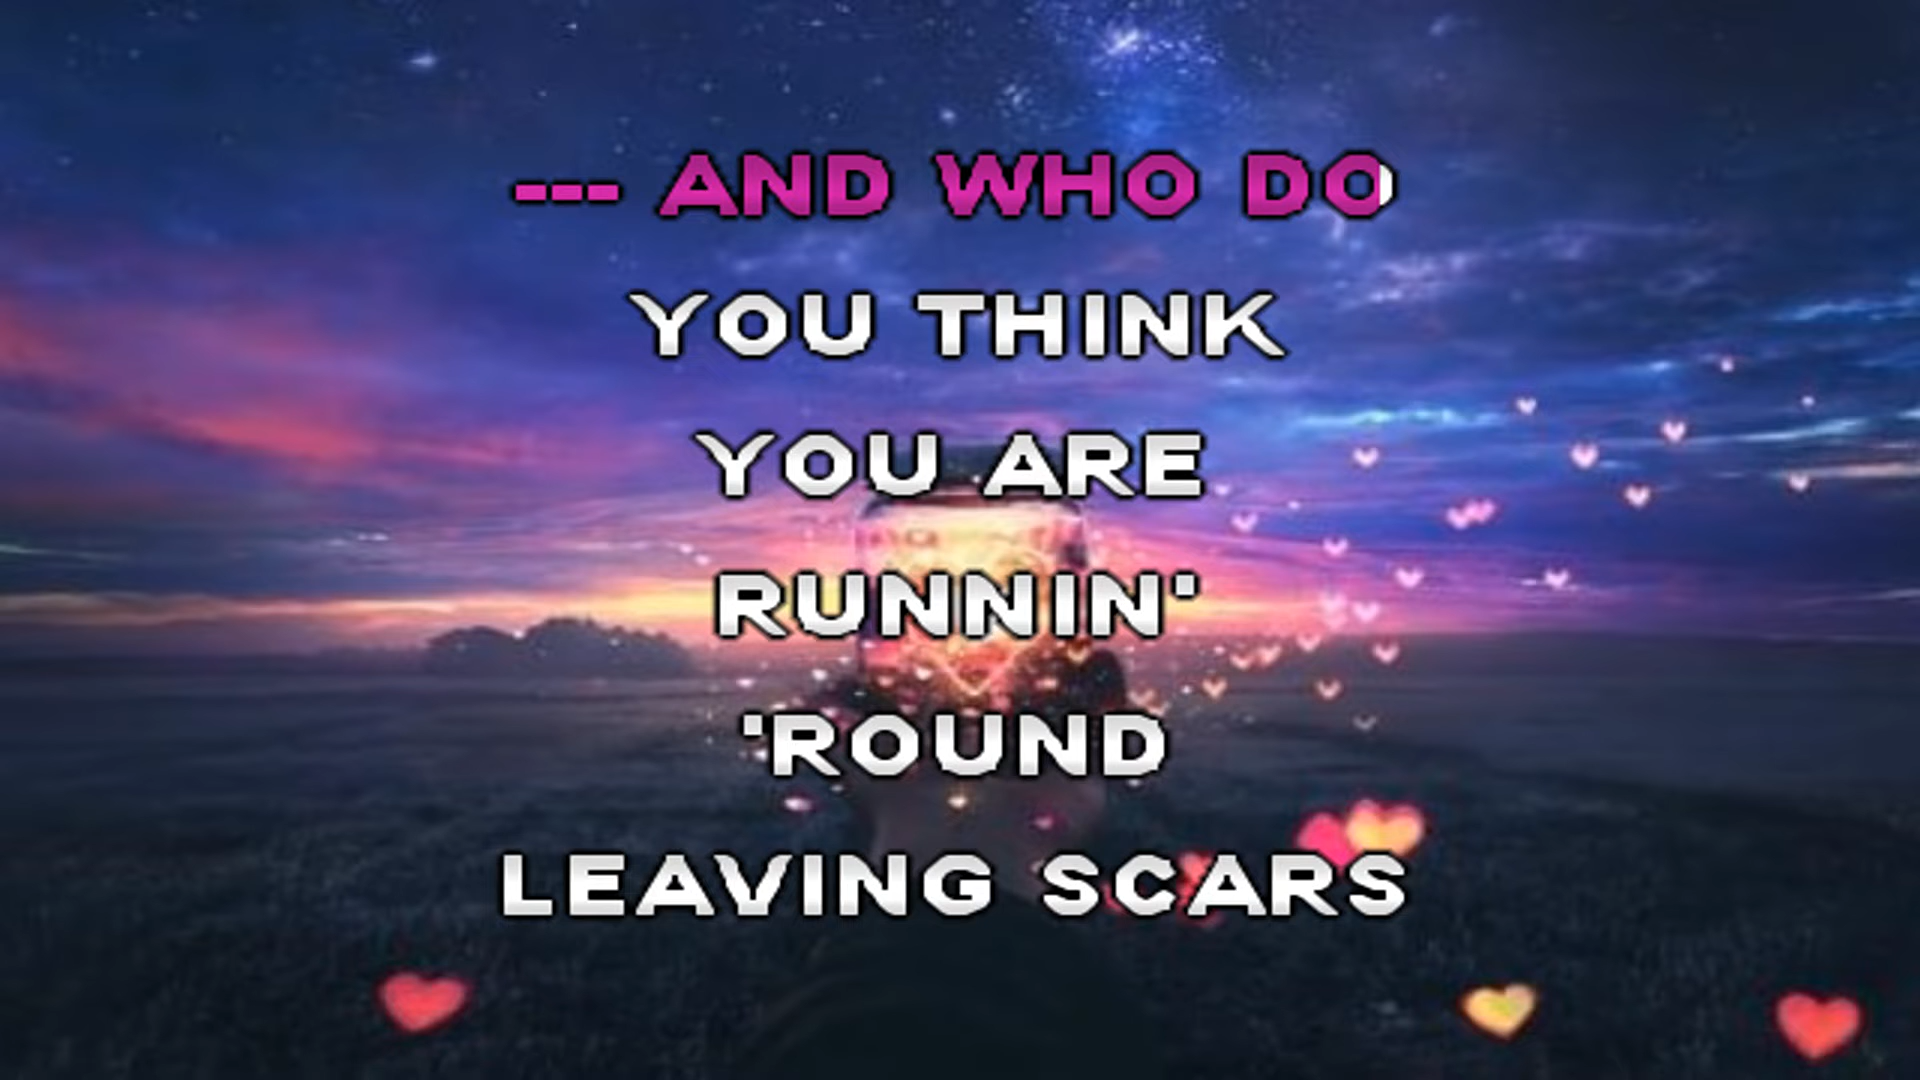 --- AND WHO DO
YOU THINK
YOU ARE
RUNNIN'
'ROUND
LEAVING SCARS